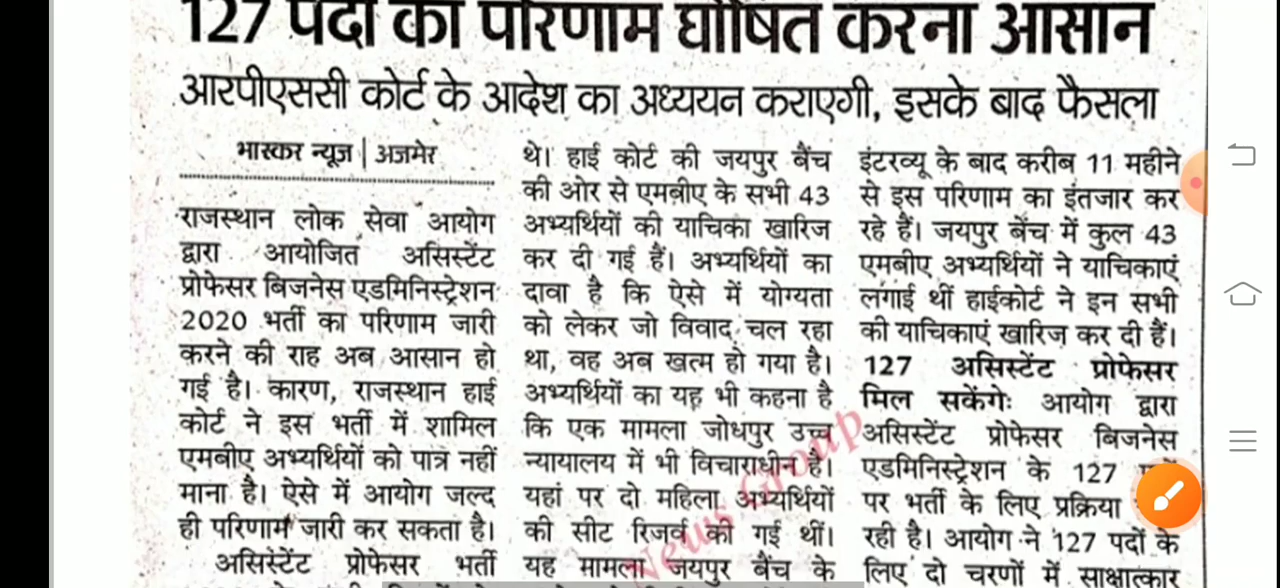 127 पदों का परिणाम घोषित करना आसान
आरपीएससी कोर्ट के आदेश का अध्ययन कराएगी, इसके बाद फैसला
भास्कर न्यूज | अजमेर
राजस्थान लोक सेवा आयोग
द्वारा आयोजित असिस्टेंट
प्रोफेसर बिजनेस एडमिनिस्ट्रेशन
2020 भर्ती का परिणाम जारी
करने की राह अब आसान हो
गई है। कारण, राजस्थान हाई
कोर्ट ने इस भर्ती में शामिल
एमबीए अभ्यर्थियों को पात्र नहीं
माना है। ऐसे में आयोग जल्द
ही परिणाम जारी कर सकता है।
असिस्टेंट प्रोफेसर भर्ती
थे। हाई कोर्ट की जयपुर बैंच
की ओर से एमबीए के सभी 43
अभ्यर्थियों की याचिका खारिज
कर दी गई हैं। अभ्यर्थियों का
दावा है कि ऐसे में योग्यता
को लेकर जो विवाद चल रहा
था, वह अब खत्म हो गया है।
अभ्यर्थियों का यह भी कहना है
कि एक मामला जोधपुर उच्च
न्यायालय में भी विचाराधीन है।
यहां पर दो महिला अभ्यर्थियों
की सीट रिजर्व की गई थीं।
यह मामला जयपुर बैंच के
इंटरव्यू के बाद करीब 11 महीने
से इस परिणाम का इंतजार कर
रहे हैं। जयपुर बेंच में कुल 43
एमबीए अभ्यर्थियों ने याचिकाएं
लगाई थीं हाईकोर्ट ने इन सभी
की याचिकाएं खारिज कर दी हैं।
127 असिस्टेंट प्रोफेसर
मिल सकेंगेः आयोग द्वारा
असिस्टेंट प्रोफेसर बिजनेस
एडमिनिस्ट्रेशन के 127
पर भर्ती के लिए प्रक्रिया
रही है। आयोग ने 127 पदों के
लिए दो चरणों में साक्षात्कार
News Group